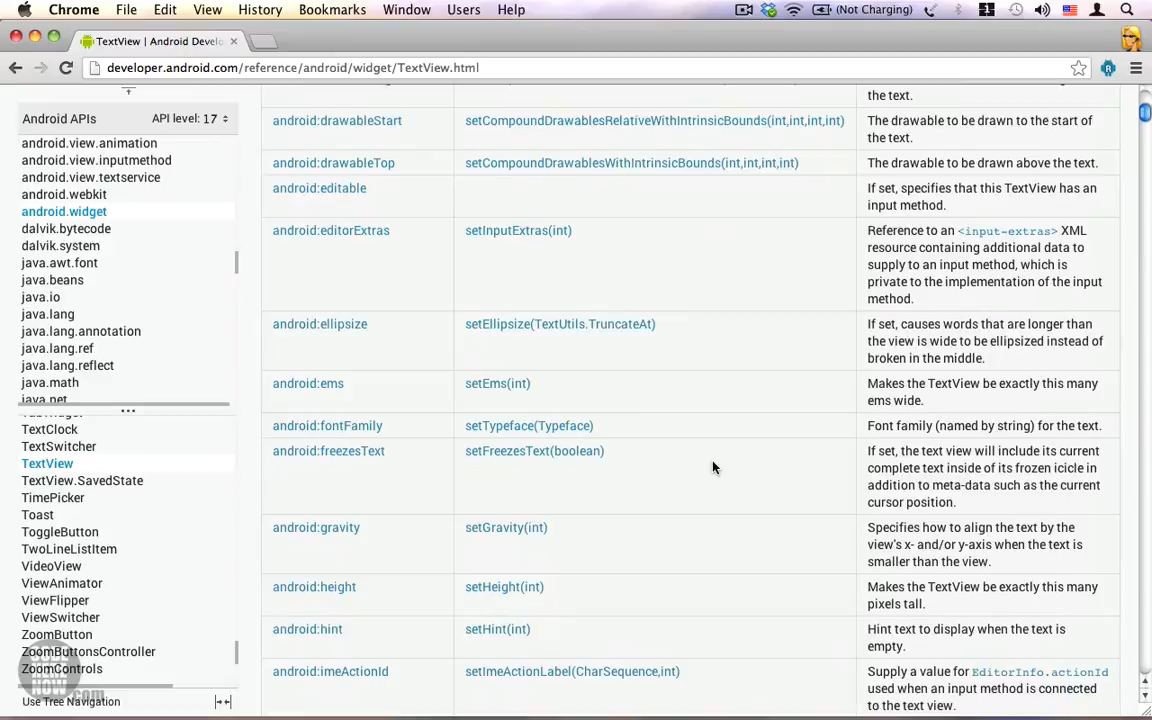 Chrome File Edit View History Bookmarks Window Users Help (Not Charging)
TextView | Android Develo
developer.android.com/reference/android/widget/TextView.html
Android APIs API level: 17
android.view.animation
android.view.inputmethod
android.view.textservice
android.webkit
android.widget
dalvik.bytecode
dalvik.system
java.awt.font
java.beans
java.io
java.lang
java.lang.annotation
java.lang.ref
java.lang.reflect
java.math
java.net
TextClock
TextSwitcher
TextView
TextView.SavedState
TimePicker
Toast
ToggleButton
TwoLineListItem
VideoView
ViewAnimator
ViewFlipper
ViewSwitcher
ZoomButton
ZoomButtonsController
ZoomControls
Use Tree Navigation
the text.
android:drawableStart setCompoundDrawablesRelativeWithIntrinsicBounds(int,int,int,int) The drawable to be drawn to the start of
the text.
android:drawableTop setCompoundDrawablesWithIntrinsicBounds(int,int,int,int) The drawable to be drawn above the text.
android:editable If set, specifies that this TextView has an
input method.
android:editorExtras setInputExtras(int) Reference to an <input-extras> XML
resource containing additional data to
supply to an input method, which is
private to the implementation of the input
method.
android:ellipsize setEllipsize(TextUtils.TruncateAt) If set, causes words that are longer than
the view is wide to be ellipsized instead of
broken in the middle.
android:ems setEms(int) Makes the TextView be exactly this many
ems wide.
android:fontFamily setTypeface(Typeface) Font family (named by string) for the text.
android:freezesText setFreezesText(boolean) If set, the text view will include its current
complete text inside of its frozen icicle in
addition to meta-data such as the current
cursor position.
android:gravity setGravity(int) Specifies how to align the text by the
view's x- and/or y-axis when the text is
smaller than the view.
android:height setHeight(int) Makes the TextView be exactly this many
pixels tall.
android:hint setHint(int) Hint text to display when the text is
empty.
android:imeActionId setImeActionLabel(CharSequence,int) Supply a value for EditorInfo.actionId
used when an input method is connected
to the text view.